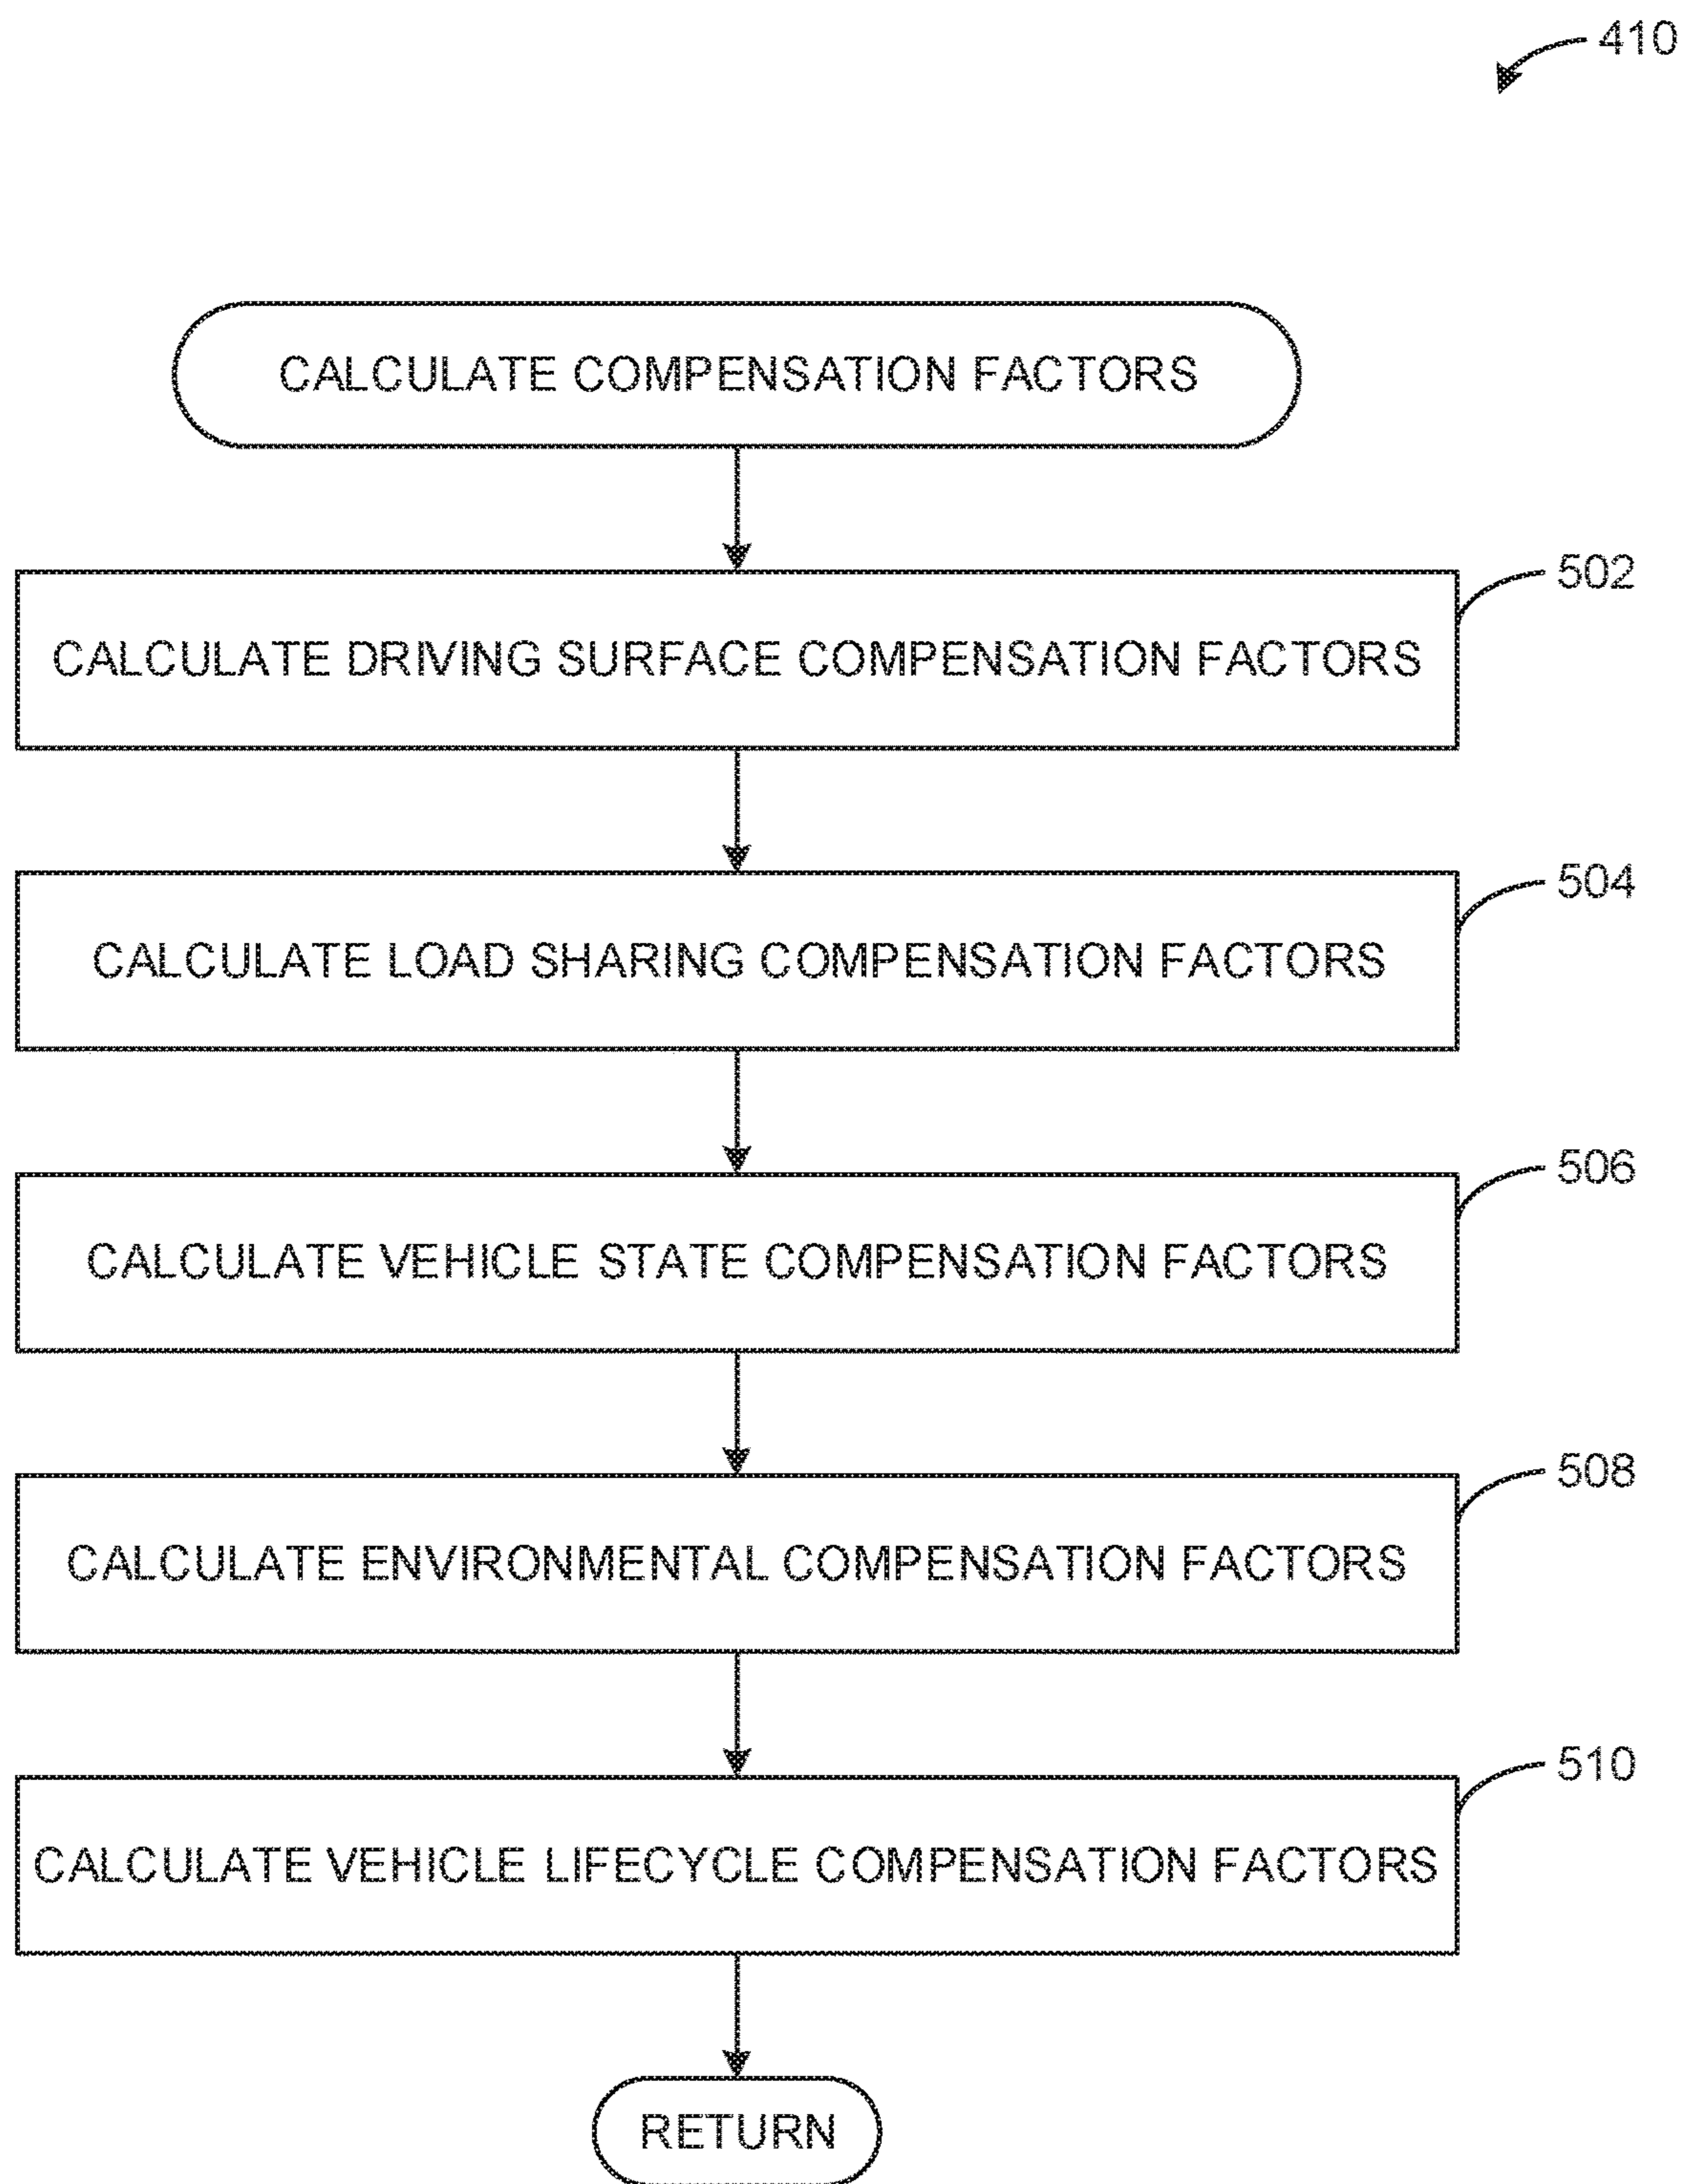 410
CALCULATE COMPENSATION FACTORS
502
CALCULATE DRIVING SURFACE COMPENSATION FACTORS
504
CALCULATE LOAD SHARING COMPENSATION FACTORS
506
CALCULATE VEHICLE STATE COMPENSATION FACTORS
508
CALCULATE ENVIRONMENTAL COMPENSATION FACTORS
510
CALCULATE VEHICLE LIFECYCLE COMPENSATION FACTORS
RETURN